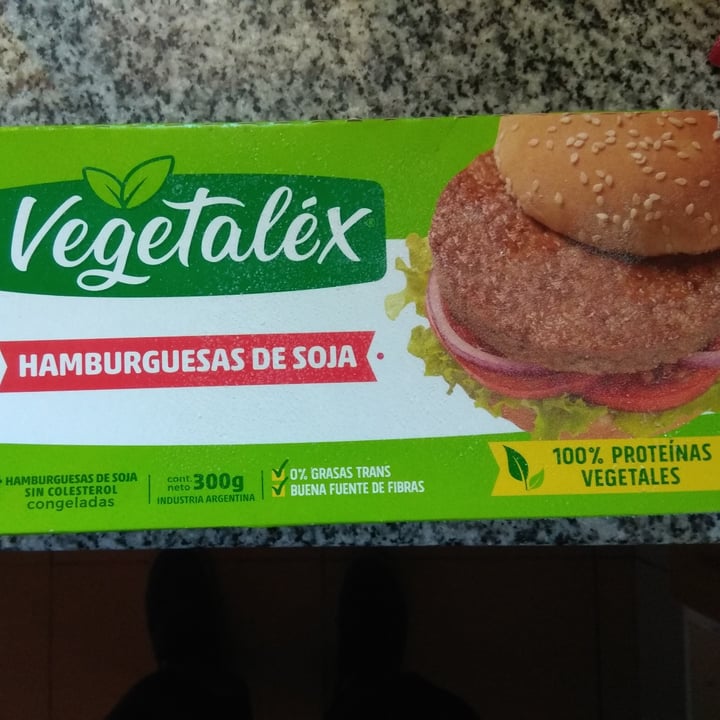 Vegetaléx®
HAMBURGUESAS DE SOJA
HAMBURGUESAS DE SOJA
SIN COLESTEROL
congeladas
cont. neto 300g
INDUSTRIA ARGENTINA
0% GRASAS TRANS
BUENA FUENTE DE FIBRAS
100% PROTEÍNAS
VEGETALES